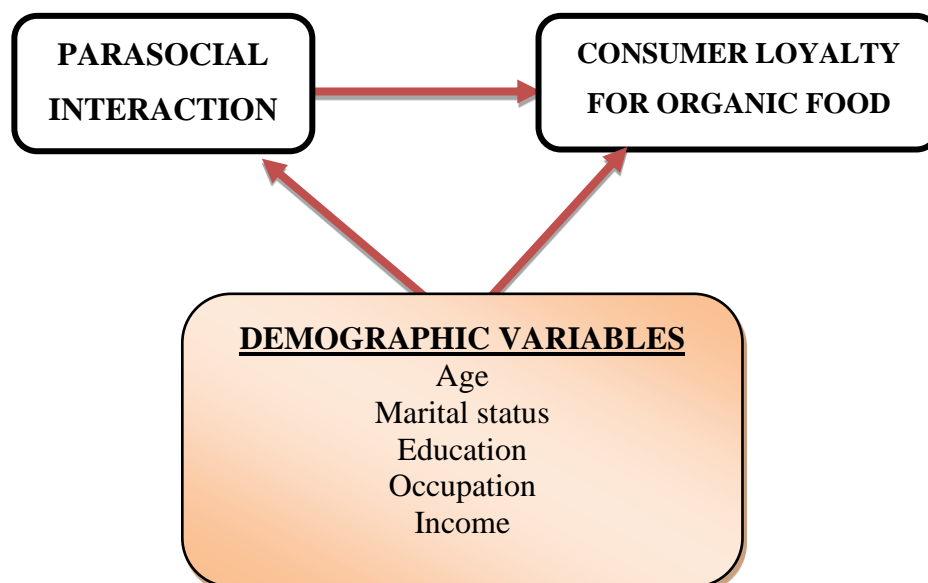 PARASOCIAL
INTERACTION
CONSUMER LOYALTY
FOR ORGANIC FOOD
DEMOGRAPHIC VARIABLES
Age
Marital status
Education
Occupation
Income